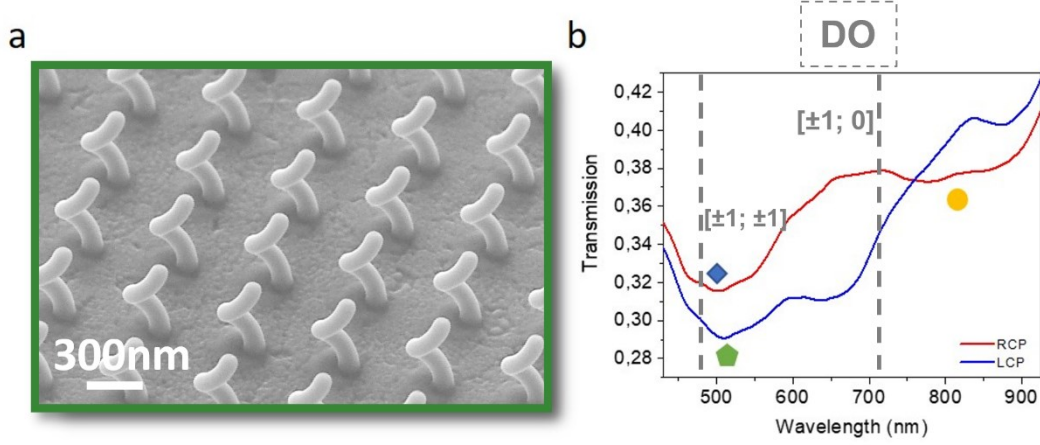 a
300nm
b
DO
[±1; 0]
[±1; ±1]
Transmission
0,42
0,40
0,38
0,36
0,34
0,32
0,30
0,28
500
600
700
800
900
Wavelength (nm)
RCP
LCP